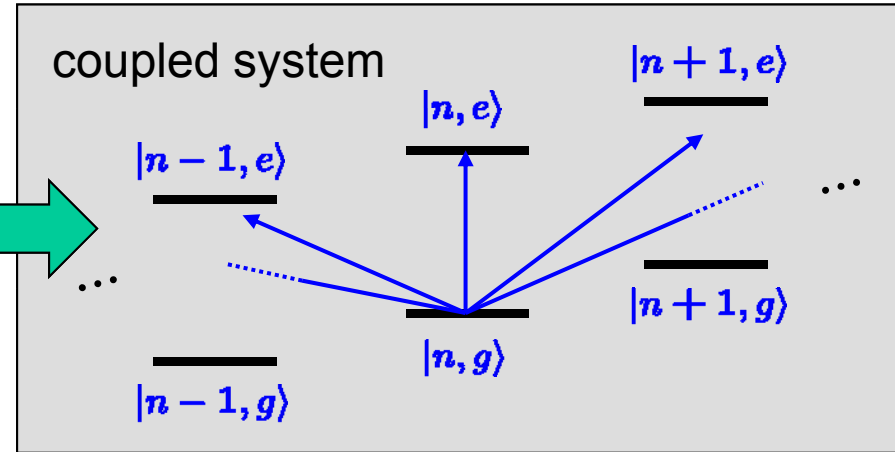 coupled system
|n + 1, e⟩
|n, e⟩
|n − 1, e⟩
...
...
|n + 1, g⟩
|n, g⟩
|n − 1, g⟩